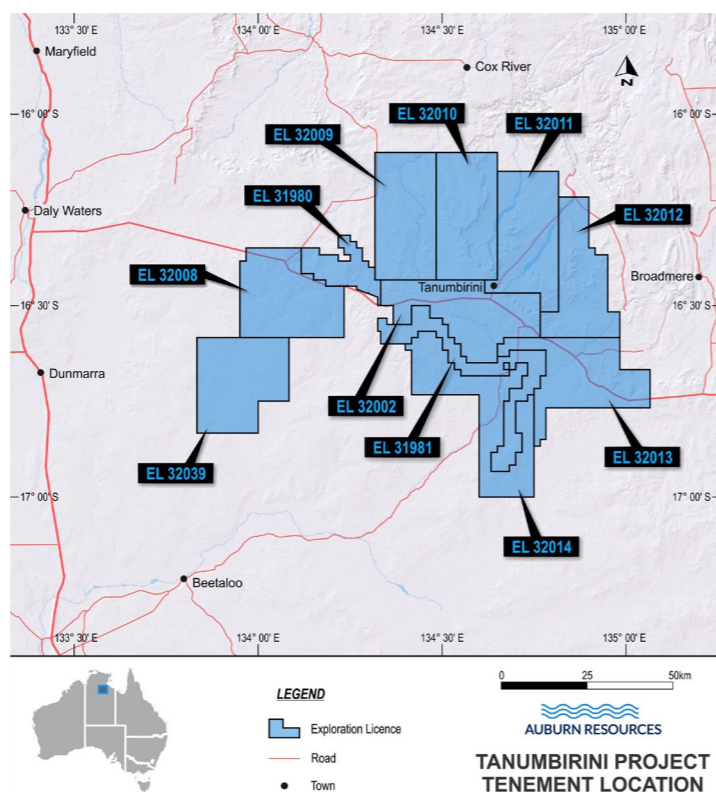 133° 30' E
134° 00' E
134° 30' E
135° 00' E
Maryfield
Cox River
N
16° 00' S
16° 00' S
EL 32009
EL 32010
EL 32011
EL 31980
EL 32012
Daly Waters
EL 32008
Broadmere
Tanumbirini
16° 30' S
16° 30' S
Dunmarra
EL 32002
EL 31981
EL 32013
EL 32039
17° 00' S
17° 00' S
EL 32014
Beetaloo
133° 30' E
134° 00' E
134° 30' E
135° 00' E
LEGEND
Exploration Licence
Road
Town
0 25 50km
AUBURN RESOURCES
TANUMBIRINI PROJECT
TENEMENT LOCATION